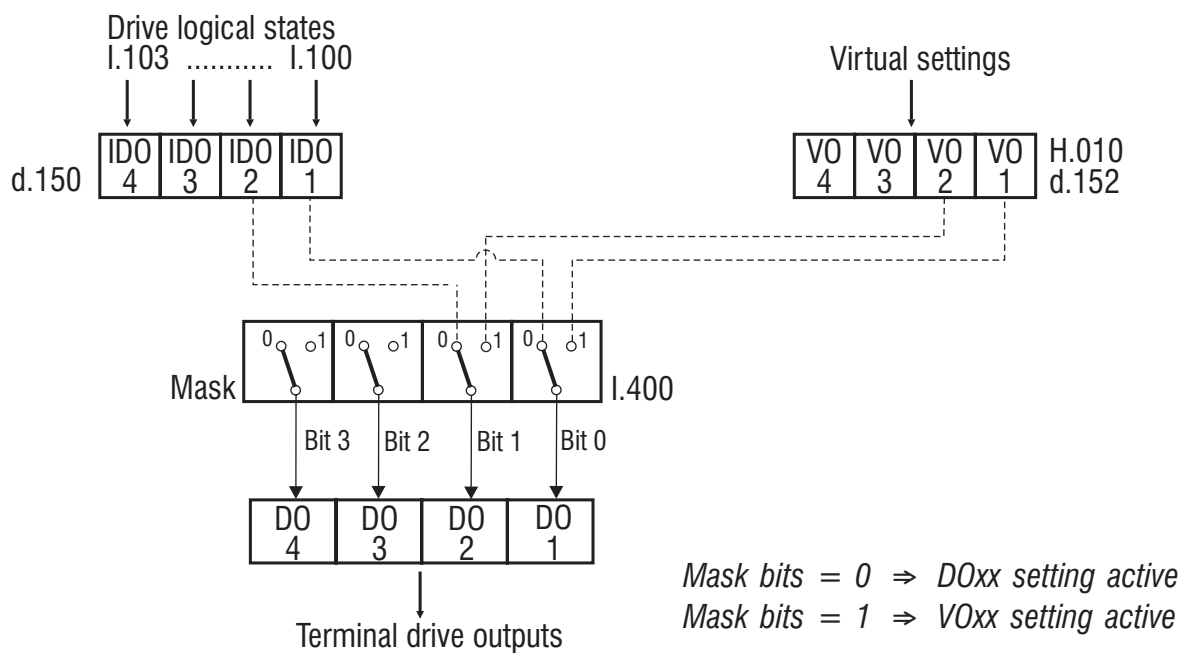 Drive logical states
I.103 ........... I.100
Virtual settings
d.150
IDO 4
IDO 3
IDO 2
IDO 1
VO 4
VO 3
VO 2
VO 1
H.010
d.152
0 1
0 1
0 1
0 1
Mask
I.400
Bit 3
Bit 2
Bit 1
Bit 0
DO 4
DO 3
DO 2
DO 1
Terminal drive outputs
Mask bits = 0 ⇒ DOxx setting active
Mask bits = 1 ⇒ VOxx setting active